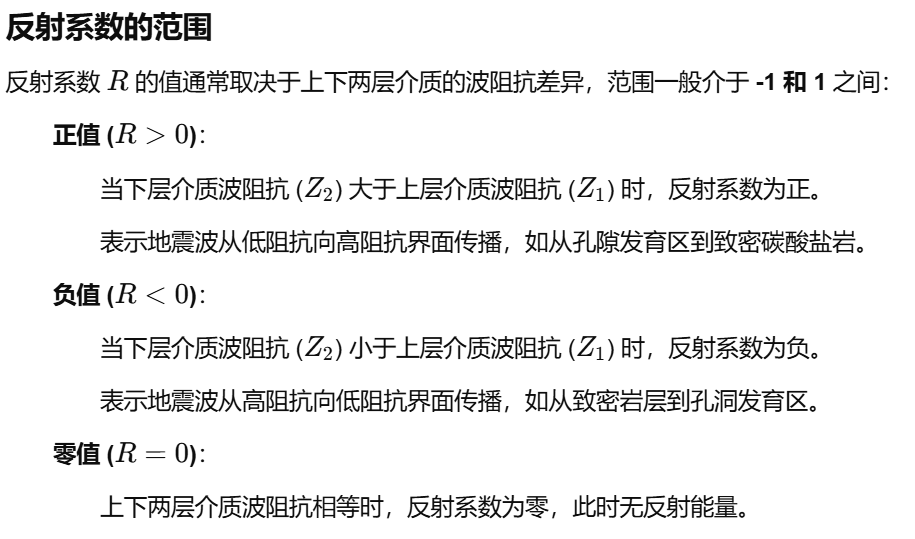 反射系数的范围
反射系数 R 的值通常取决于上下两层介质的波阻抗差异，范围一般介于 -1 和 1 之间：
正值 (R > 0)：
当下层介质波阻抗 (Z₂) 大于上层介质波阻抗 (Z₁) 时，反射系数为正。
表示地震波从低阻抗向高阻抗界面传播，如从孔隙发育区到致密碳酸盐岩。
负值 (R < 0)：
当下层介质波阻抗 (Z₂) 小于上层介质波阻抗 (Z₁) 时，反射系数为负。
表示地震波从高阻抗向低阻抗界面传播，如从致密岩层到孔洞发育区。
零值 (R = 0)：
上下两层介质波阻抗相等时，反射系数为零，此时无反射能量。